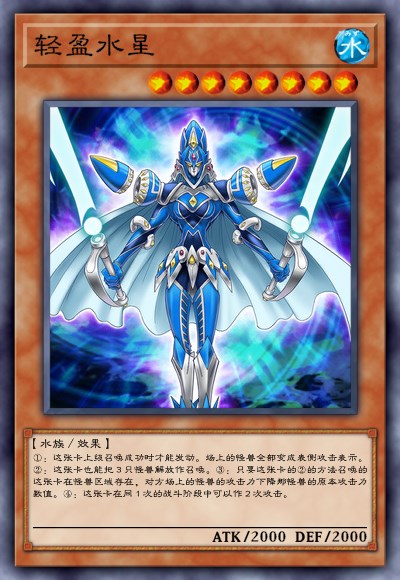 轻盈水星
水
【水族／效果】
①：这张卡上级召唤成功时才能发动。场上的怪兽全部变成表侧攻击表示。
②：这张卡也能把3只怪兽解放作召唤。③：只要这张卡的②的方法召唤的
这张卡在怪兽区域存在，对方场上的怪兽的攻击力下降那怪兽的原本攻击力
数值。④：这张卡在同1次的战斗阶段中可以作2次攻击。
ATK/2000 DEF/2000